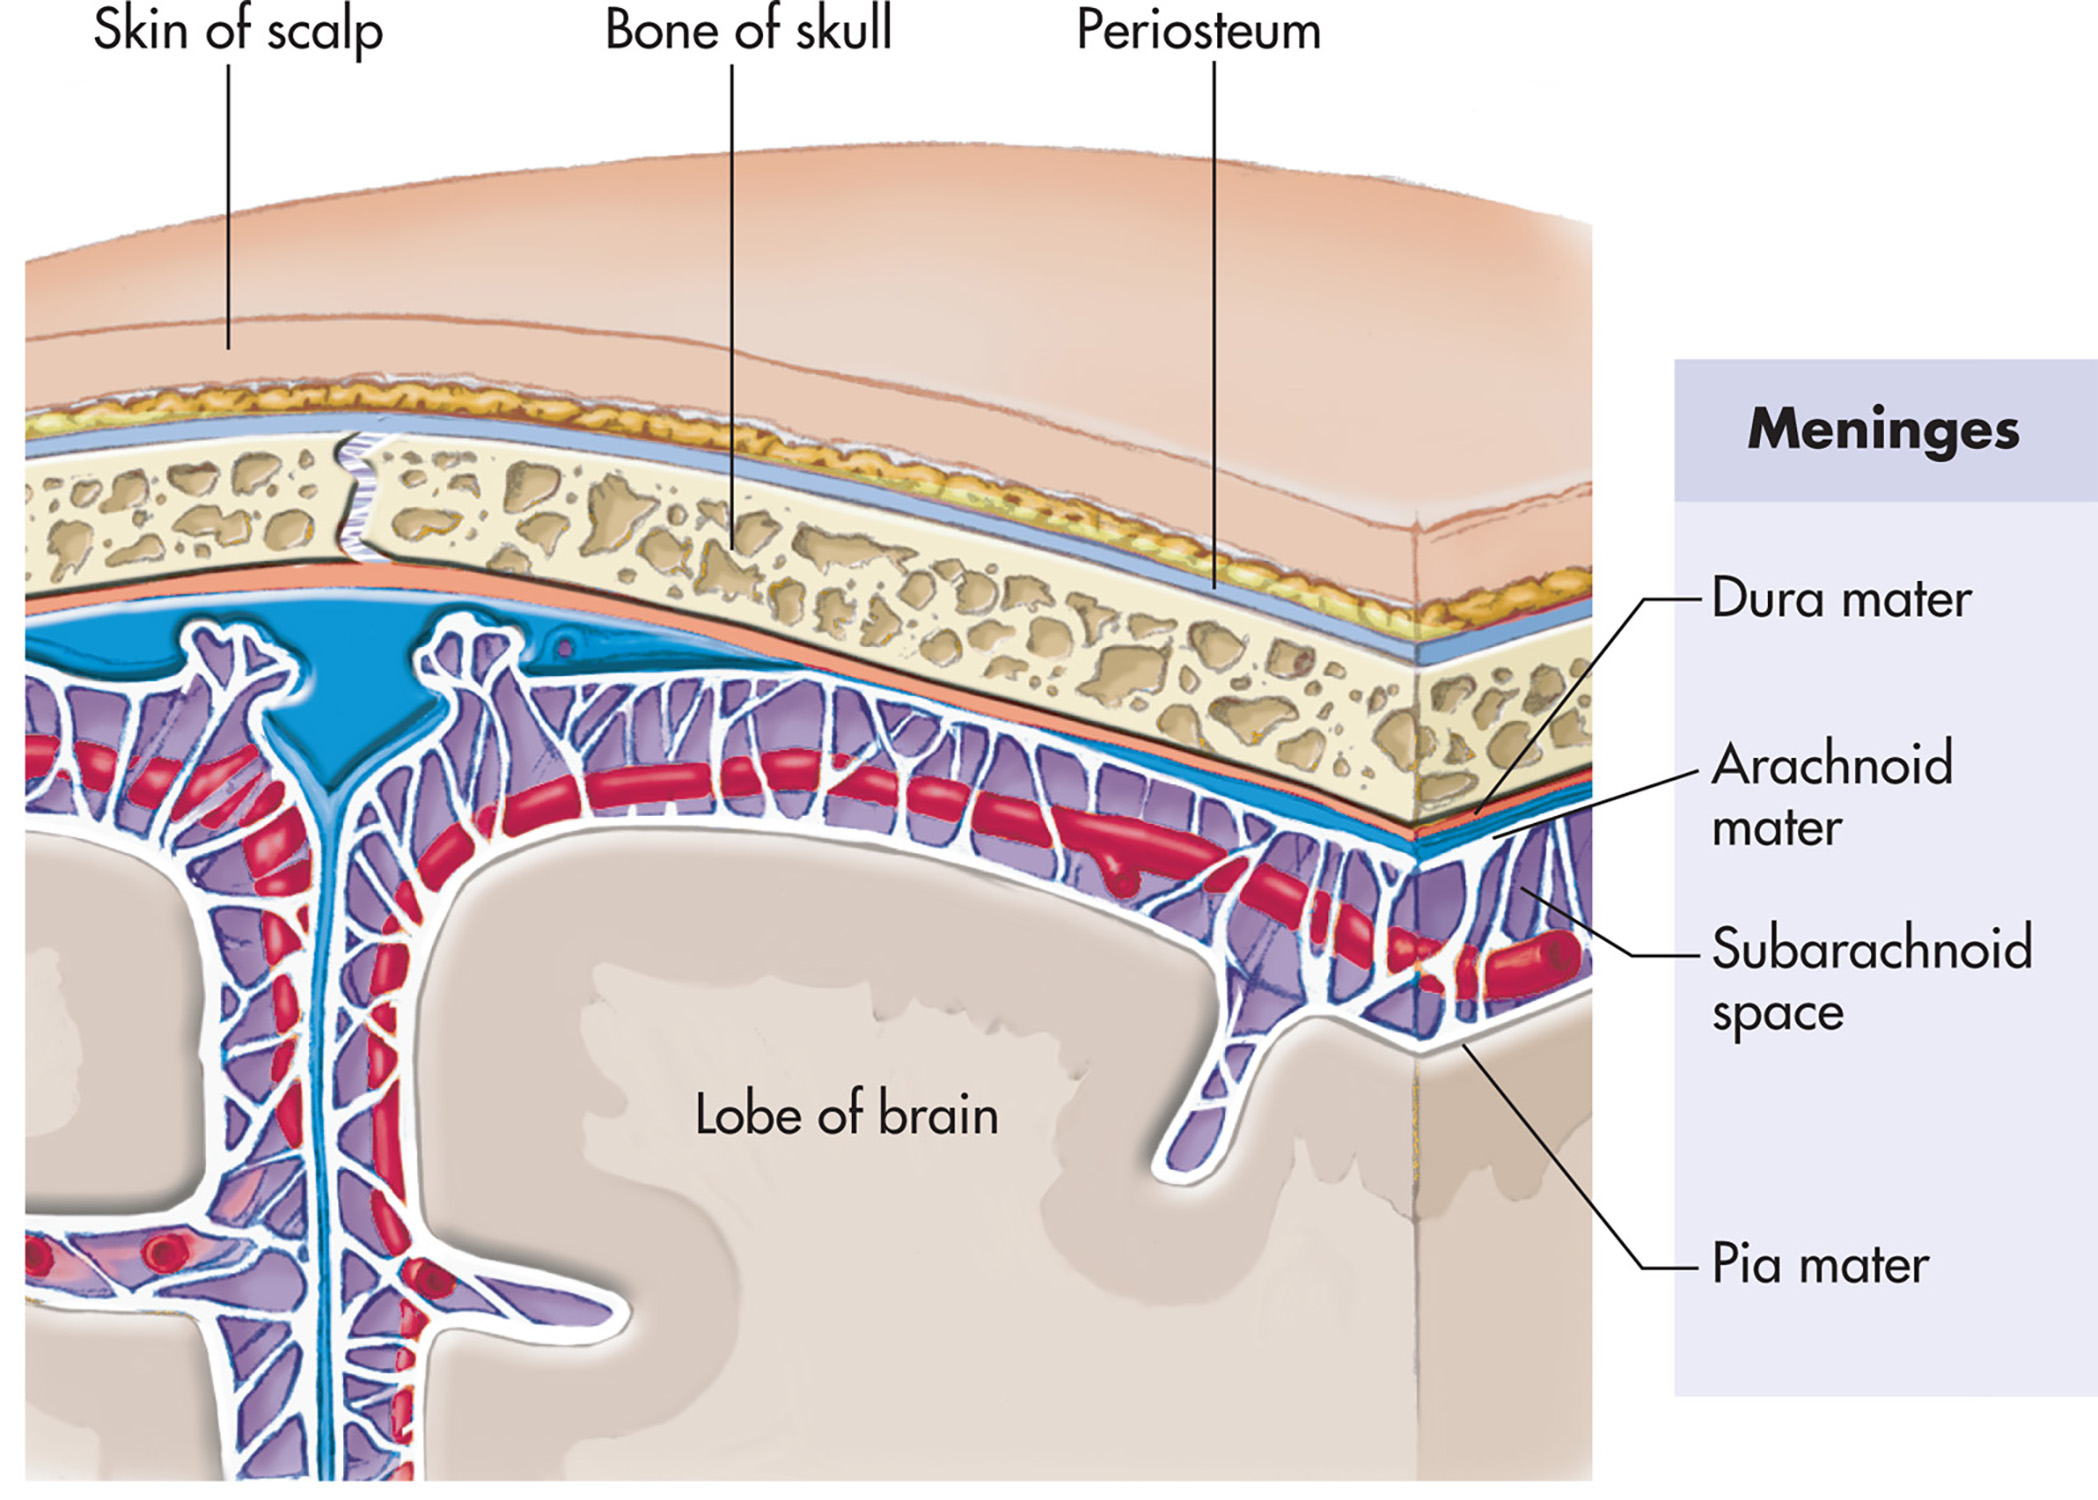 Skin of scalp
Bone of skull
Periosteum
Meninges
Dura mater
Arachnoid
mater
Subarachnoid
space
Lobe of brain
Pia mater